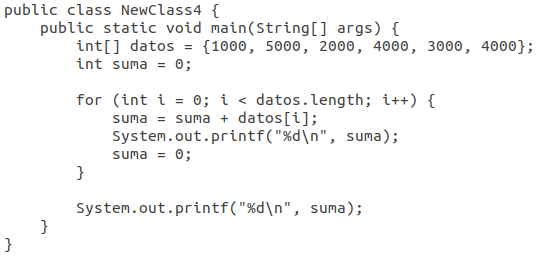 public class NewClass4 {
    public static void main(String[] args) {
        int[] datos = {1000, 5000, 2000, 4000, 3000, 4000};
        int suma = 0;

        for (int i = 0; i < datos.length; i++) {
            suma = suma + datos[i];
            System.out.printf("%d\n", suma);
            suma = 0;
        }

        System.out.printf("%d\n", suma);
    }
}